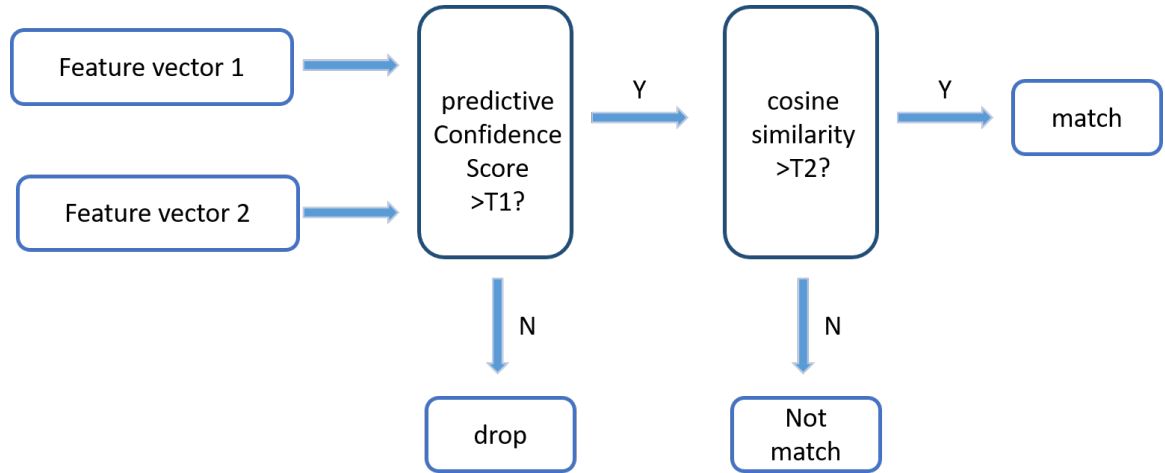 Feature vector 1
Feature vector 2
predictive
Confidence
Score
>T1?
Y
N
drop
cosine
similarity
>T2?
Y
N
match
Not
match